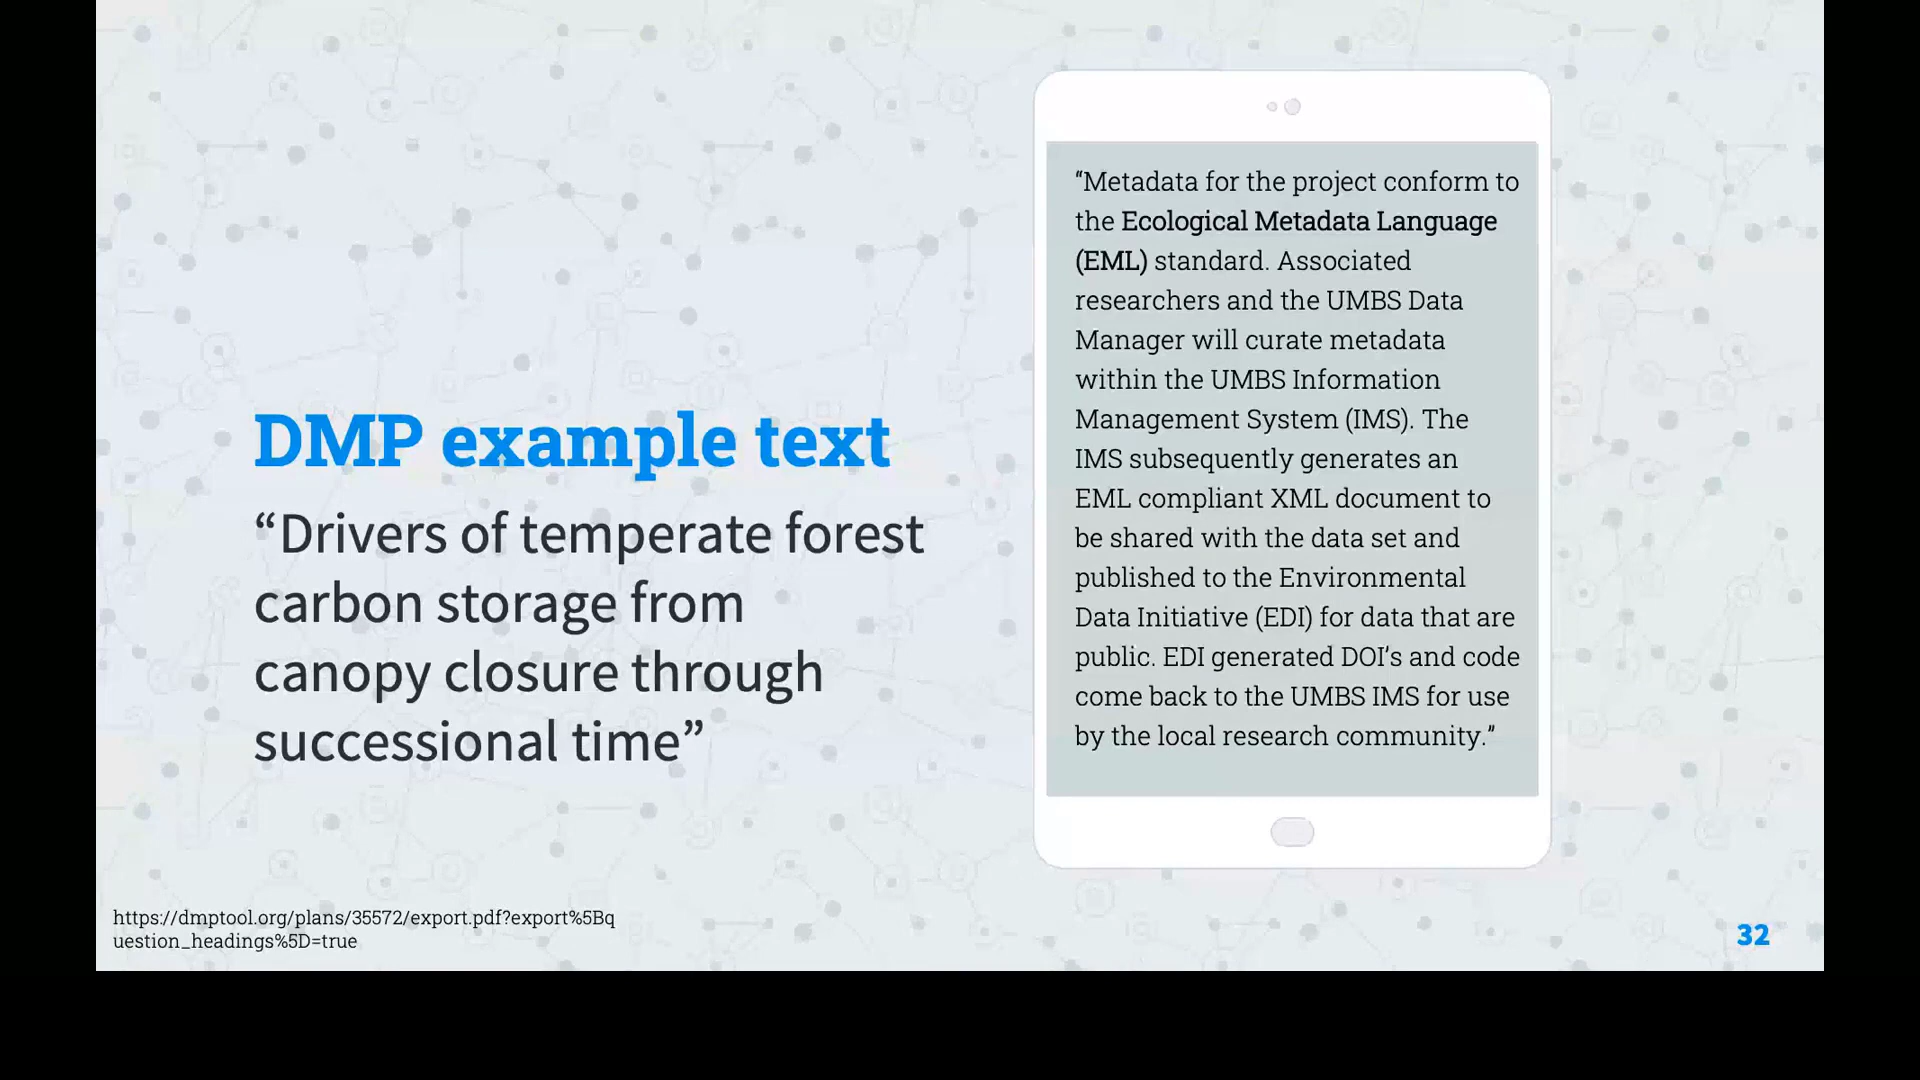 DMP example text
“Drivers of temperate forest
carbon storage from
canopy closure through
successional time”
“Metadata for the project conform to
the Ecological Metadata Language
(EML) standard. Associated
researchers and the UMBS Data
Manager will curate metadata
within the UMBS Information
Management System (IMS). The
IMS subsequently generates an
EML compliant XML document to
be shared with the data set and
published to the Environmental
Data Initiative (EDI) for data that are
public. EDI generated DOI’s and code
come back to the UMBS IMS for use
by the local research community.”
https://dmptool.org/plans/35572/export.pdf?export%5Bq
uestion_headings%5D=true
32